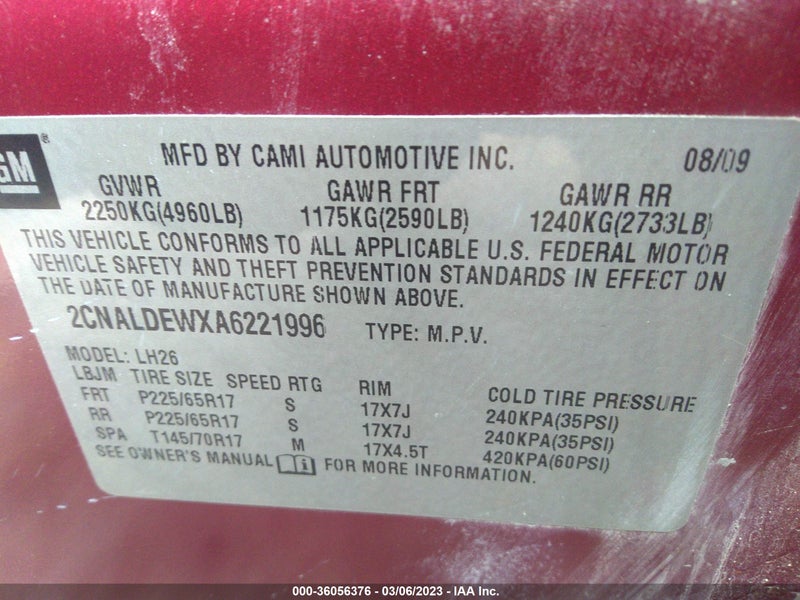 GM®
MFD BY CAMI AUTOMOTIVE INC. 08/09
GVWR GAWR FRT GAWR RR
2250KG(4960LB) 1175KG(2590LB) 1240KG(2733LB)
THIS VEHICLE CONFORMS TO ALL APPLICABLE U.S. FEDERAL MOTOR
VEHICLE SAFETY AND THEFT PREVENTION STANDARDS IN EFFECT ON
THE DATE OF MANUFACTURE SHOWN ABOVE.
2CNALDEWXA6221996 TYPE: M.P.V.
MODEL: LH26
LBJM TIRE SIZE SPEED RTG RIM COLD TIRE PRESSURE
FRT P225/65R17 S 17X7J 240KPA(35PSI)
RR P225/65R17 S 17X7J 240KPA(35PSI)
SPA T145/70R17 M 17X4.5T 420KPA(60PSI)
SEE OWNER'S MANUAL FOR MORE INFORMATION.
000-36056376 - 03/06/2023 - IAA Inc.